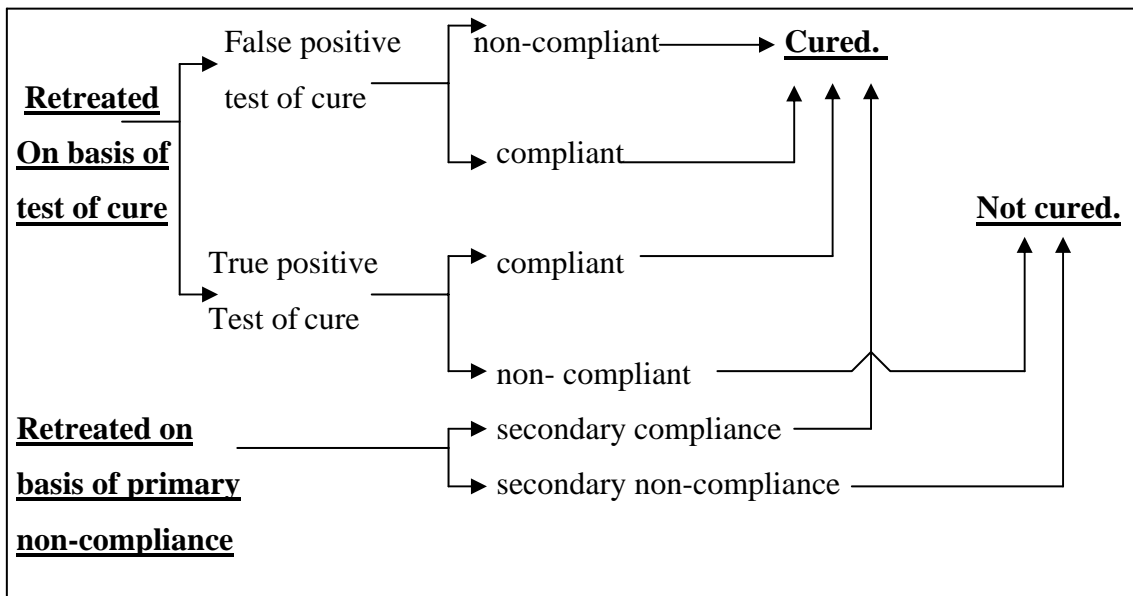 False positive
test of cure
non-compliant
Cured.
Retreated
On basis of
test of cure
compliant
Not cured.
True positive
Test of cure
compliant
non- compliant
Retreated on
basis of primary
non-compliance
secondary compliance
secondary non-compliance